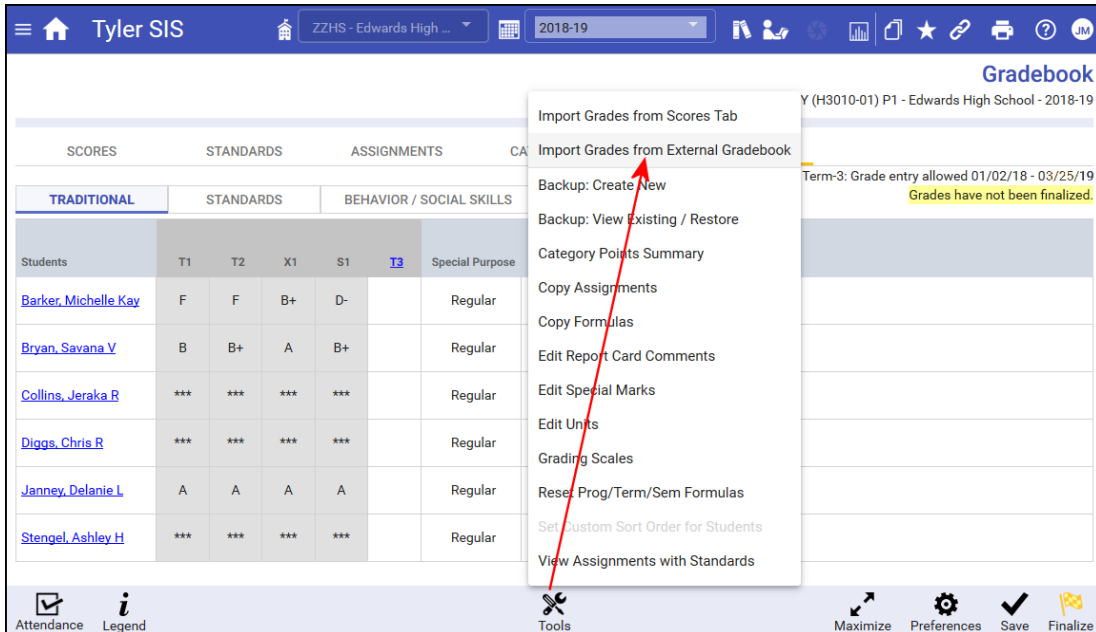 Tyler SIS
ZZHS - Edwards High ...
2018-19
JM
Gradebook
Y (H3010-01) P1 - Edwards High School - 2018-19
SCORES STANDARDS ASSIGNMENTS CA
Term-3: Grade entry allowed 01/02/18 - 03/25/19
Grades have not been finalized.
TRADITIONAL STANDARDS BEHAVIOR / SOCIAL SKILLS
Students T1 T2 X1 S1 T3 Special Purpose
Barker, Michelle Kay F F B+ D- Regular
Bryan, Savana V B B+ A B+ Regular
Collins, Jeraka R *** *** *** *** Regular
Diggs, Chris R *** *** *** *** Regular
Janney, Delanie L A A A A Regular
Stengel, Ashley H *** *** *** *** Regular
Import Grades from Scores Tab
Import Grades from External Gradebook
Backup: Create New
Backup: View Existing / Restore
Category Points Summary
Copy Assignments
Copy Formulas
Edit Report Card Comments
Edit Special Marks
Edit Units
Grading Scales
Reset Prog/Term/Sem Formulas
Set Custom Sort Order for Students
View Assignments with Standards
Attendance Legend Tools Maximize Preferences Save Finalize